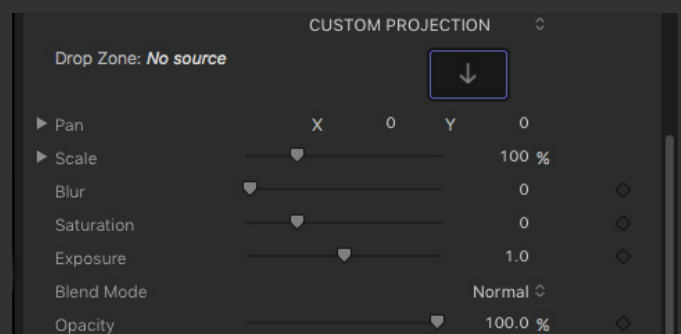 CUSTOM PROJECTION
Drop Zone: No source
Pan X 0 Y 0
Scale 100 %
Blur 0
Saturation 0
Exposure 1.0
Blend Mode Normal
Opacity 100.0 %